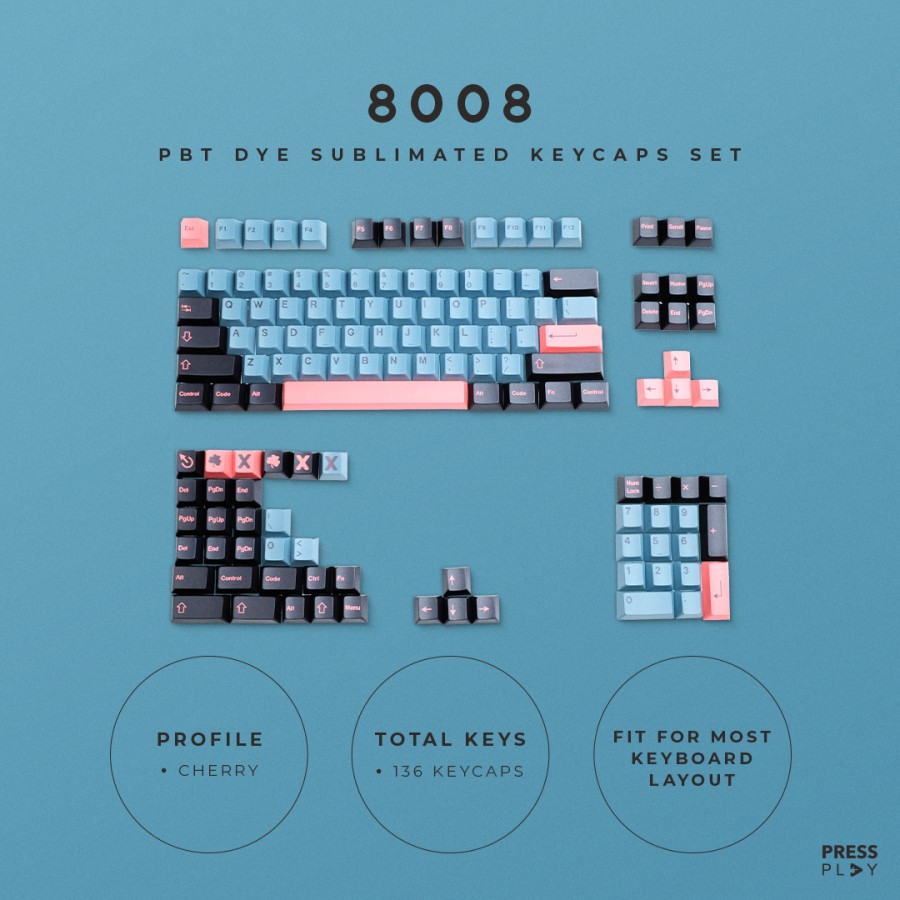 8008
PBT DYE SUBLIMATED KEYCAPS SET
Esc F1 F2 F3 F4 F5 F6 F7 F8 F9 F10 F11 F12 Print Scroll Pause
Q W E R T Y U I O P
Insert Home PgUp
A S D F G H J K L
Delete End PgDn
Z X C V B N M
Control Code Alt Alt Code Fn Control
X X X
Del PgDn End
Num Lock ÷ × −
PgUp PgUp PgDn
7 8 9 +
Del End PgDn 0
4 5 6
Alt Control Code Ctrl Fn
1 2 3
Alt Menu
0
PROFILE
• CHERRY
TOTAL KEYS
• 136 KEYCAPS
FIT FOR MOST
KEYBOARD
LAYOUT
PRESS
PLAY